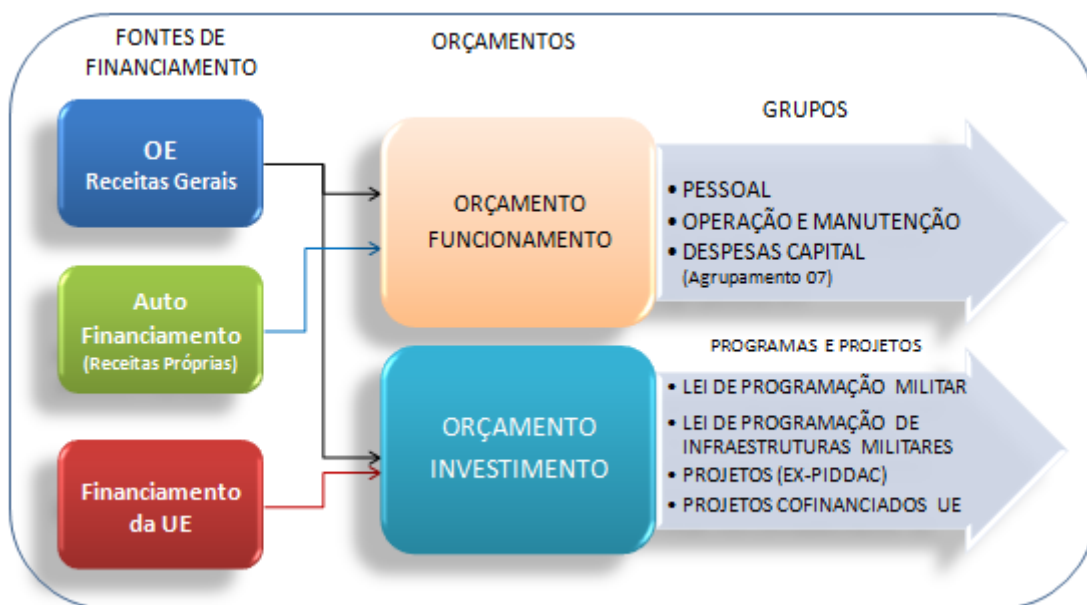 FONTES DE
FINANCIAMENTO
OE
Receitas Gerais
Auto
Financiamento
(Receitas Próprias)
Financiamento
da UE
ORÇAMENTOS
ORÇAMENTO
FUNCIONAMENTO
ORÇAMENTO
INVESTIMENTO
GRUPOS
• PESSOAL
• OPERAÇÃO E MANUTENÇÃO
• DESPESAS CAPITAL
(Agrupamento 07)
PROGRAMAS E PROJETOS
• LEI DE PROGRAMAÇÃO MILITAR
• LEI DE PROGRAMAÇÃO DE
INFRAESTRUTURAS MILITARES
• PROJETOS (EX-PIDDAC)
• PROJETOS COFINANCIADOS UE